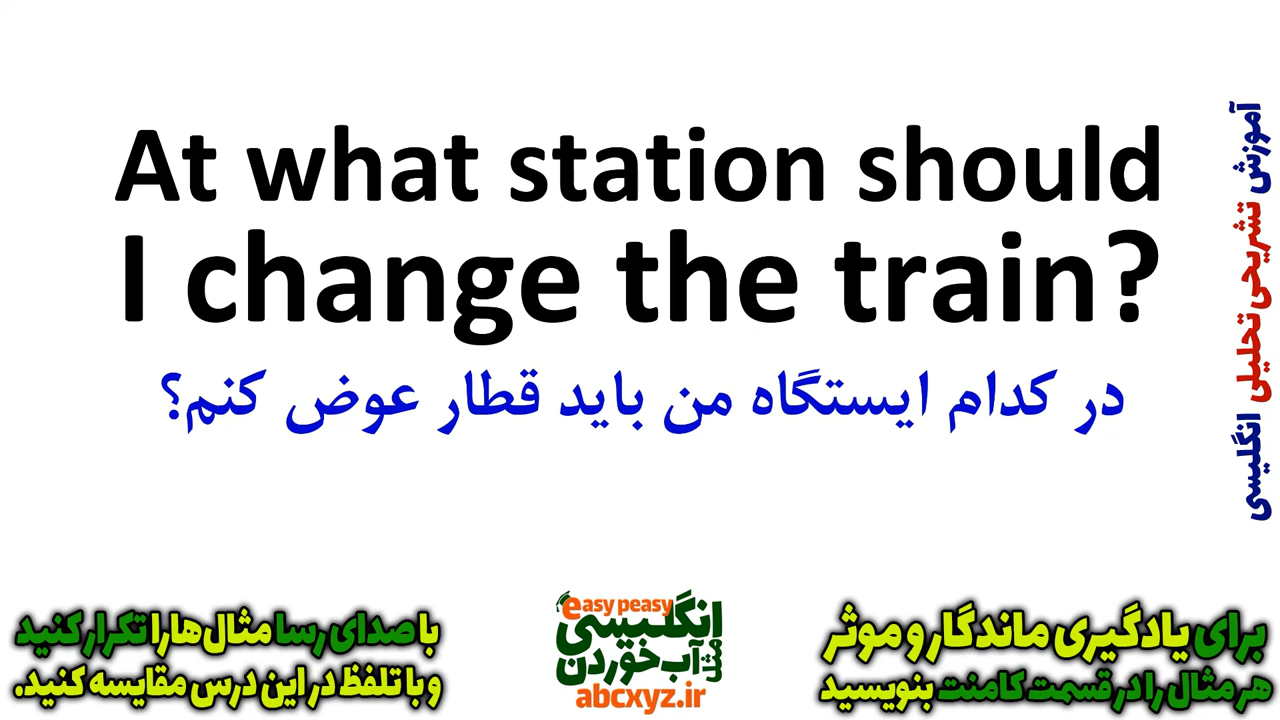 At what station should
I change the train?
در کدام ایستگاه من باید قطار عوض کنم؟
آموزش تشریحی تحلیلی انگلیسی
برای یادگیری ماندگار و موثر
هر مثال را در قسمت کامنت بنویسید
easy peasy
انگلیسی
مثل آب خوردن
abcxyz.ir
با صدای رسا مثال‌ها را تکرار کنید
و با تلفظ در این درس مقایسه کنید.